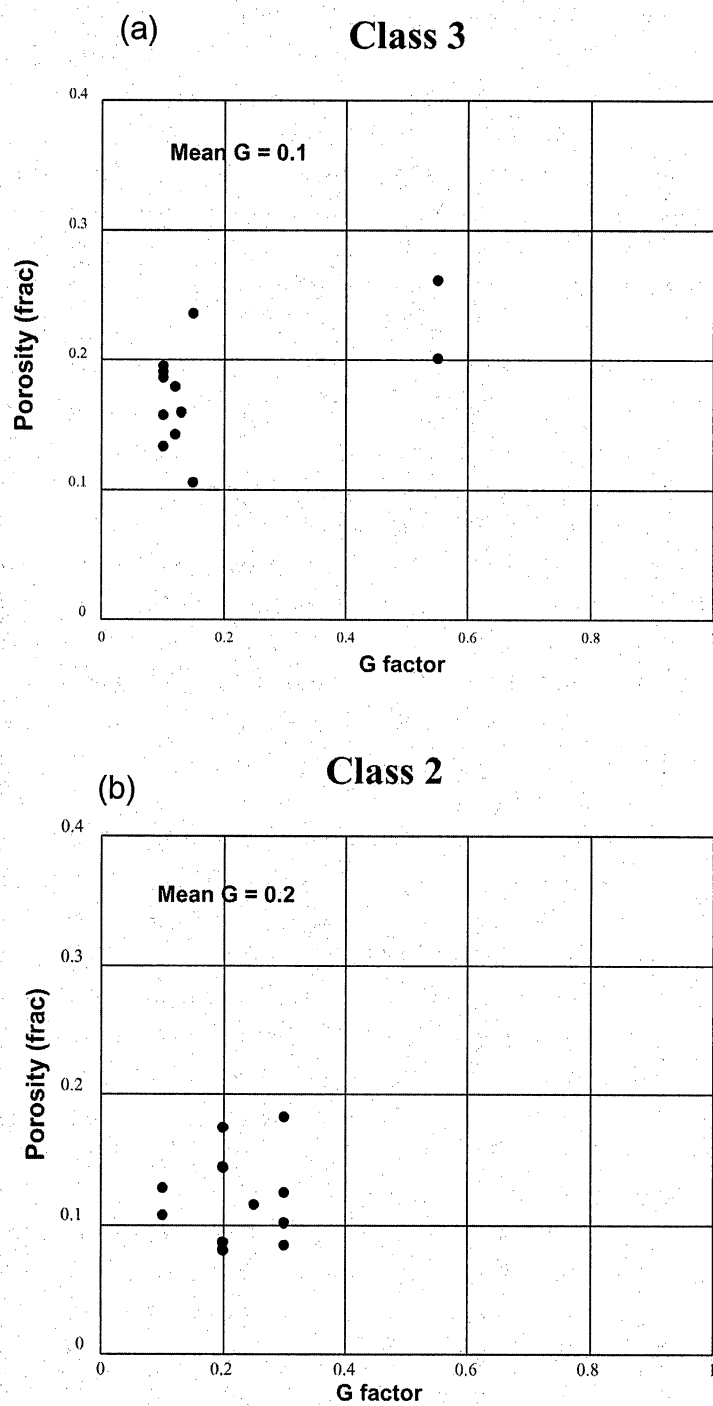 (a) Class 3
0.4
Mean G = 0.1
0.3
Porosity (frac)
0.2
0.1
0
0 0.2 0.4 0.6 0.8 1
G factor
(b) Class 2
0.4
Mean G = 0.2
0.3
Porosity (frac)
0.2
0.1
0
0 0.2 0.4 0.6 0.8 1
G factor